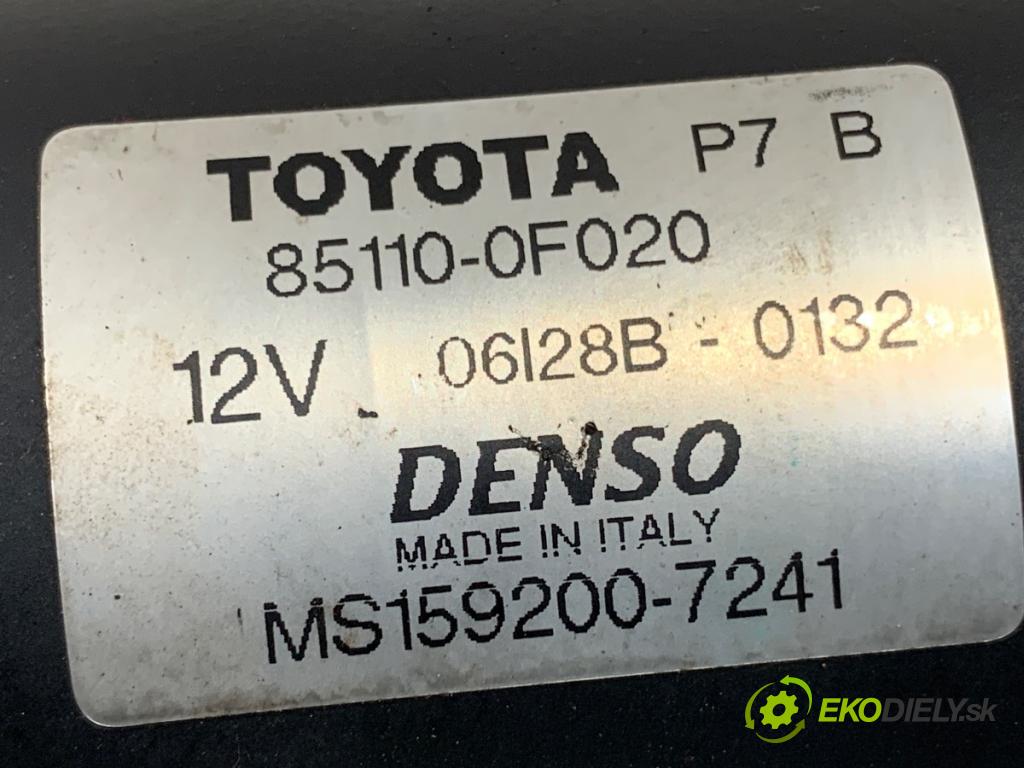 TOYOTA P7 B
85110-0F020
12V 06I28B - 0132
DENSO
MADE IN ITALY
MS159200-7241
EKODIELY.sk